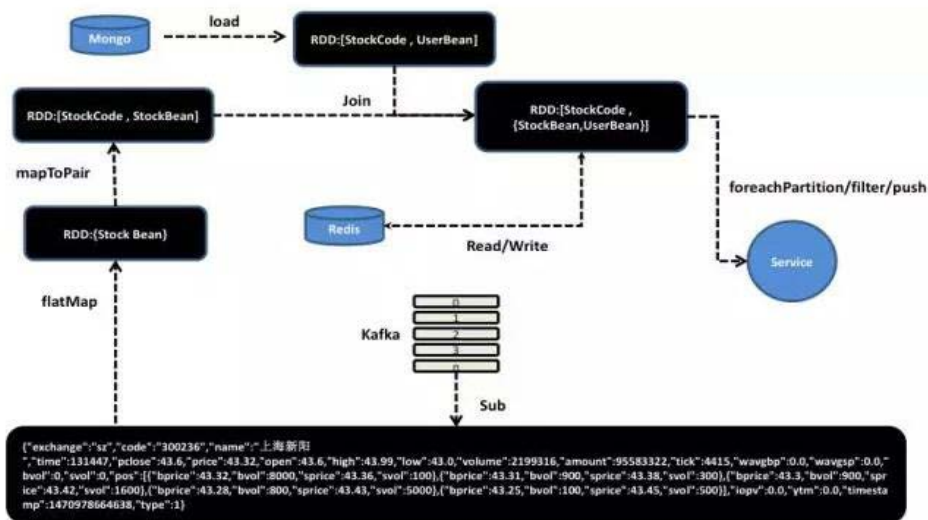 load
Mongo
RDD:[StockCode , UserBean]
RDD:[StockCode , StockBean]
Join
RDD:[StockCode ,
{StockBean,UserBean}]
mapToPair
foreachPartition/filter/push
RDD:{Stock Bean}
Redis
Read/Write
Service
flatMap
Kafka
0
1
2
3
n
Sub
{"exchange":"sz","code":"300236","name":"上海新阳
","time":131447,"pclose":43.6,"price":43.32,"open":43.6,"high":43.99,"low":43.0,"volume":2199316,"amount":95583322,"tick":4415,"wavgbp":0.0,"wavgsp":0.0,"
bvol":0,"svol":0,"pos":[{"bprice":43.32,"bvol":8000,"sprice":43.36,"svol":100},{"bprice":43.31,"bvol":900,"sprice":43.38,"svol":300},{"bprice":43.3,"bvol":900,"spr
ice":43.42,"svol":1600},{"bprice":43.28,"bvol":800,"sprice":43.43,"svol":5000},{"bprice":43.25,"bvol":100,"sprice":43.45,"svol":500}],"iopv":0.0,"ytm":0.0,"timesta
mp":1470978664638,"type":1}